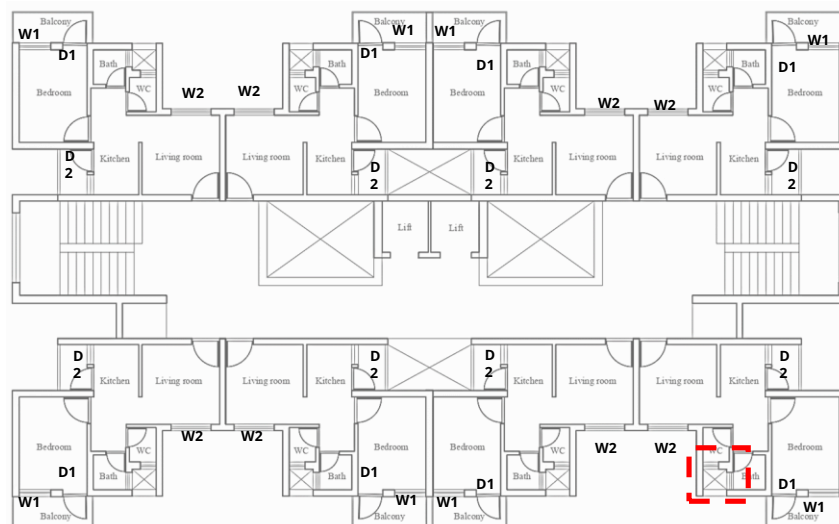 Balcony Balcony Balcony Balcony
W1 W1 W1 W1
D1 D1 D1 D1
Bath Bath Bath Bath
Bedroom WC W2 W2 WC Bedroom Bedroom WC W2 W2 WC Bedroom
D
2
Kitchen Living room Living room Kitchen
D
2
D
2
Kitchen Living room Living room Kitchen
D
2
Lift Lift
D
2
Kitchen Living room Living room Kitchen
D
2
D
2
Kitchen Living room Living room Kitchen
D
2
W2 W2 W2 W2
Bedroom WC WC Bedroom Bedroom WC WC Bedroom
D1 Bath Bath D1 D1 Bath Bath D1
W1 W1 W1 W1
Balcony Balcony Balcony Balcony